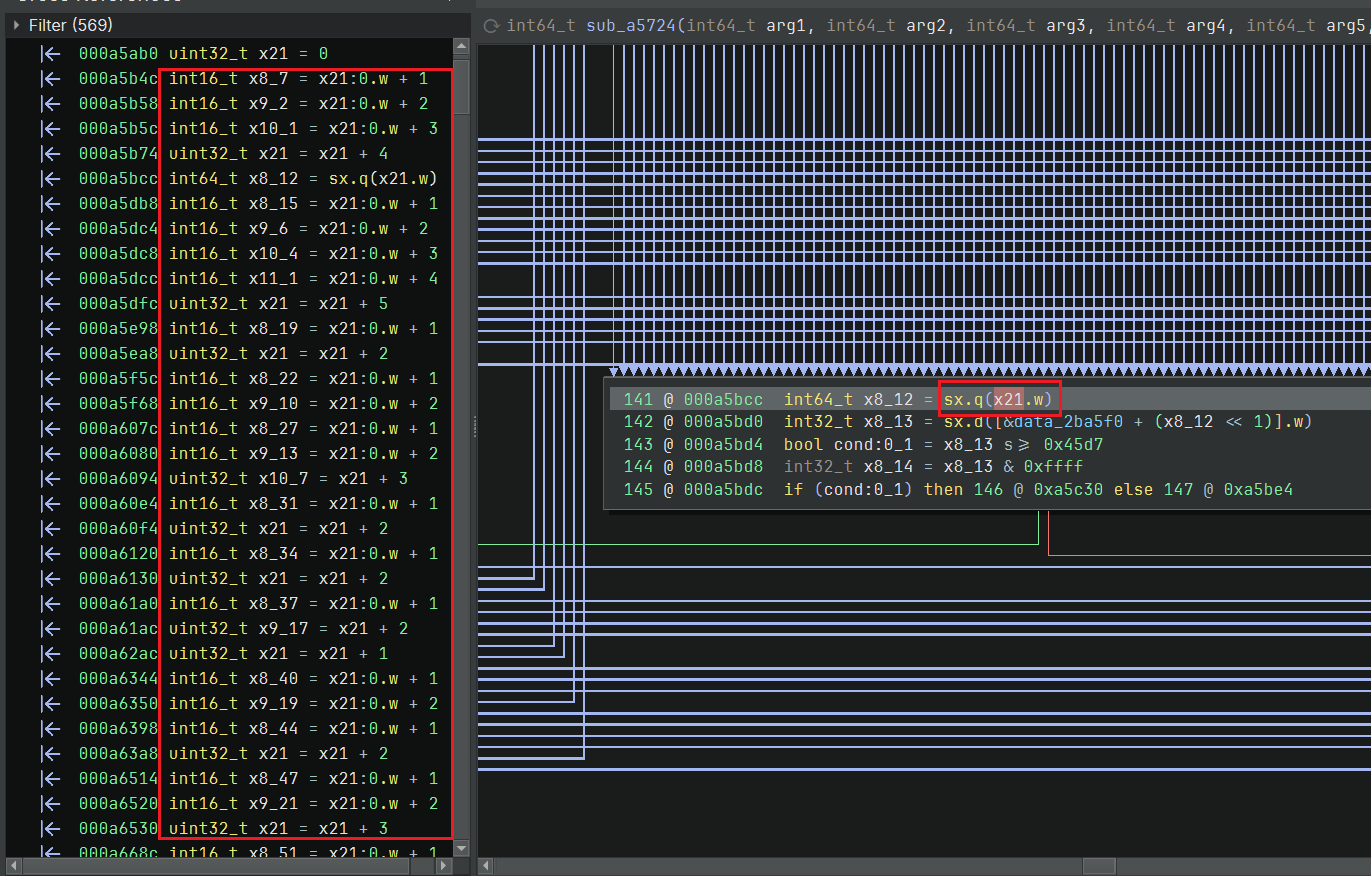 Filter (569)
000a5ab0 uint32_t x21 = 0
000a5b4c int16_t x8_7 = x21:0.w + 1
000a5b58 int16_t x9_2 = x21:0.w + 2
000a5b5c int16_t x10_1 = x21:0.w + 3
000a5b74 uint32_t x21 = x21 + 4
000a5bcc int64_t x8_12 = sx.q(x21.w)
000a5db8 int16_t x8_15 = x21:0.w + 1
000a5dc4 int16_t x9_6 = x21:0.w + 2
000a5dc8 int16_t x10_4 = x21:0.w + 3
000a5dcc int16_t x11_1 = x21:0.w + 4
000a5dfc uint32_t x21 = x21 + 5
000a5e98 int16_t x8_19 = x21:0.w + 1
000a5ea8 uint32_t x21 = x21 + 2
000a5f5c int16_t x8_22 = x21:0.w + 1
000a5f68 int16_t x9_10 = x21:0.w + 2
000a607c int16_t x8_27 = x21:0.w + 1
000a6080 int16_t x9_13 = x21:0.w + 2
000a6094 uint32_t x10_7 = x21 + 3
000a60e4 int16_t x8_31 = x21:0.w + 1
000a60f4 uint32_t x21 = x21 + 2
000a6120 int16_t x8_34 = x21:0.w + 1
000a6130 uint32_t x21 = x21 + 2
000a61a0 int16_t x8_37 = x21:0.w + 1
000a61ac uint32_t x9_17 = x21 + 2
000a62ac uint32_t x21 = x21 + 1
000a6344 int16_t x8_40 = x21:0.w + 1
000a6350 int16_t x9_19 = x21:0.w + 2
000a6398 int16_t x8_44 = x21:0.w + 1
000a63a8 uint32_t x21 = x21 + 2
000a6514 int16_t x8_47 = x21:0.w + 1
000a6520 int16_t x9_21 = x21:0.w + 2
000a6530 uint32_t x21 = x21 + 3
000a668c int16_t x8_51 = x21:0.w + 1
int64_t sub_a5724(int64_t arg1, int64_t arg2, int64_t arg3, int64_t arg4, int64_t arg5,
141 @ 000a5bcc int64_t x8_12 = sx.q(x21.w)
142 @ 000a5bd0 int32_t x8_13 = sx.d([&data_2ba5f0 + (x8_12 << 1)].w)
143 @ 000a5bd4 bool cond:0_1 = x8_13 s>= 0x45d7
144 @ 000a5bd8 int32_t x8_14 = x8_13 & 0xffff
145 @ 000a5bdc if (cond:0_1) then 146 @ 0xa5c30 else 147 @ 0xa5be4